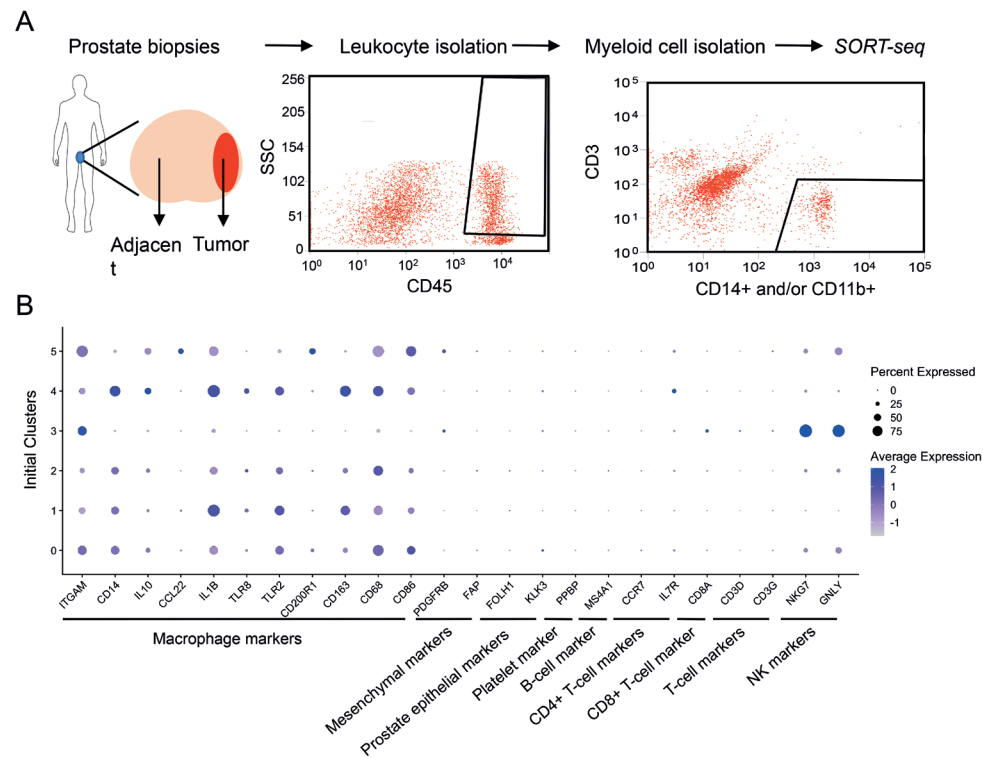 A
Prostate biopsies
Leukocyte isolation
Myeloid cell isolation
SORT-seq
Adjacen
t
Tumor
SSC
256
205
154
102
51
0
10⁰ 10¹ 10² 10³ 10⁴
CD45
CD3
10⁵
10⁴
10³
10²
10¹
10⁰
10⁰ 10¹ 10² 10³ 10⁴ 10⁵
CD14+ and/or CD11b+
B
Initial Clusters
5
4
3
2
1
0
ITGAM
CD14
IL10
CCL22
IL1B
TLR8
TLR2
CD200R1
CD163
CD68
CD86
PDGFRB
FAP
FOLH1
KLK3
PPBP
MS4A1
CCR7
IL7R
CD8A
CD3D
CD3G
NKG7
GNLY
Macrophage markers
Mesenchymal markers
Prostate epithelial markers
Platelet marker
B-cell marker
CD4+ T-cell markers
CD8+ T-cell marker
T-cell markers
NK markers
Percent Expressed
0
25
50
75
Average Expression
2
1
0
-1